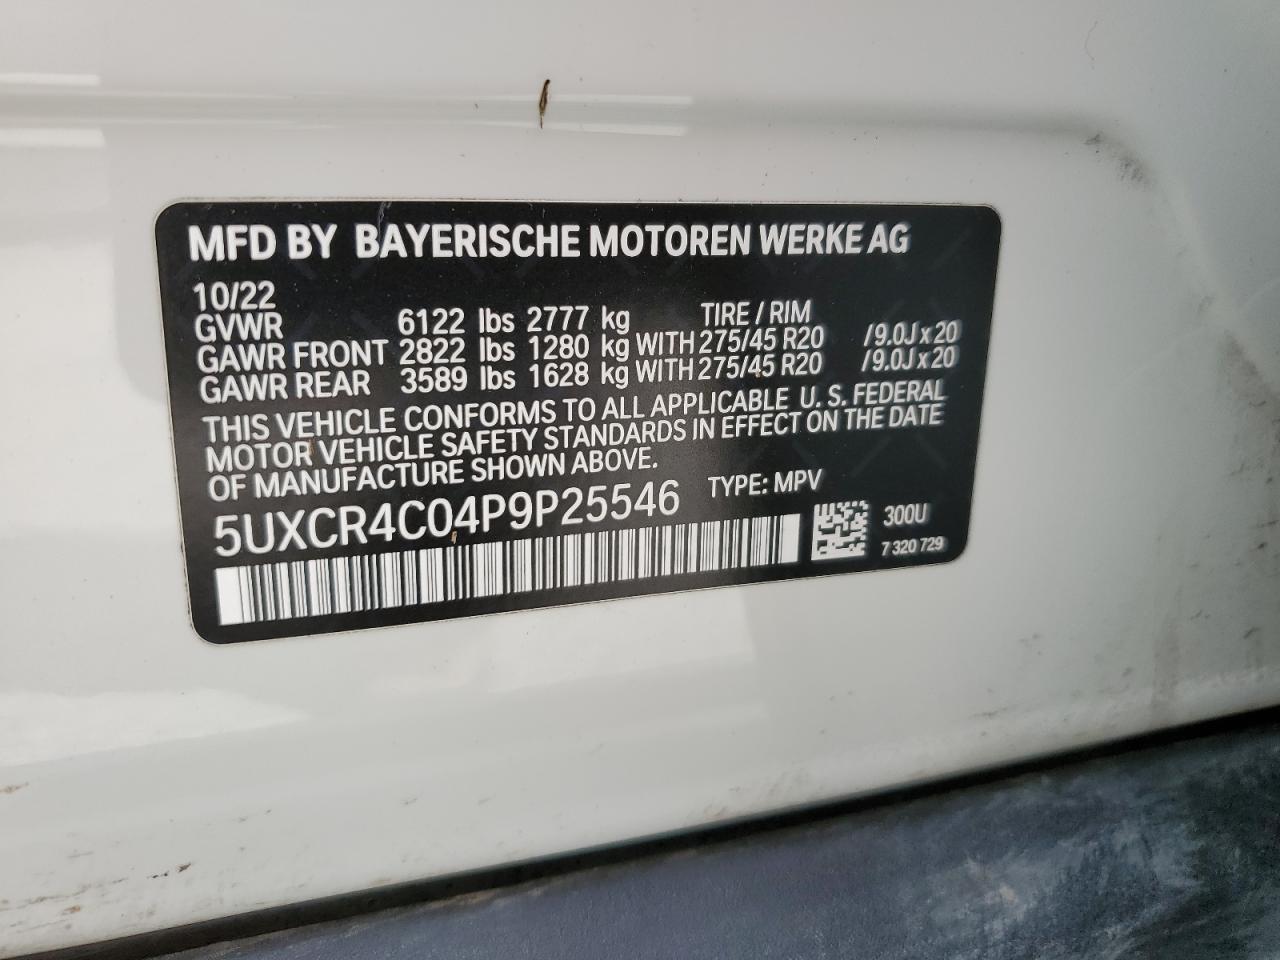 MFD BY BAYERISCHE MOTOREN WERKE AG
10/22
GVWR 6122 lbs 2777 kg TIRE / RIM
GAWR FRONT 2822 lbs 1280 kg WITH 275/45 R20 /9.0J x 20
GAWR REAR 3589 lbs 1628 kg WITH 275/45 R20 /9.0J x 20
THIS VEHICLE CONFORMS TO ALL APPLICABLE U. S. FEDERAL
MOTOR VEHICLE SAFETY STANDARDS IN EFFECT ON THE DATE
OF MANUFACTURE SHOWN ABOVE.
5UXCR4C04P9P25546 TYPE: MPV
300U
7 320 729